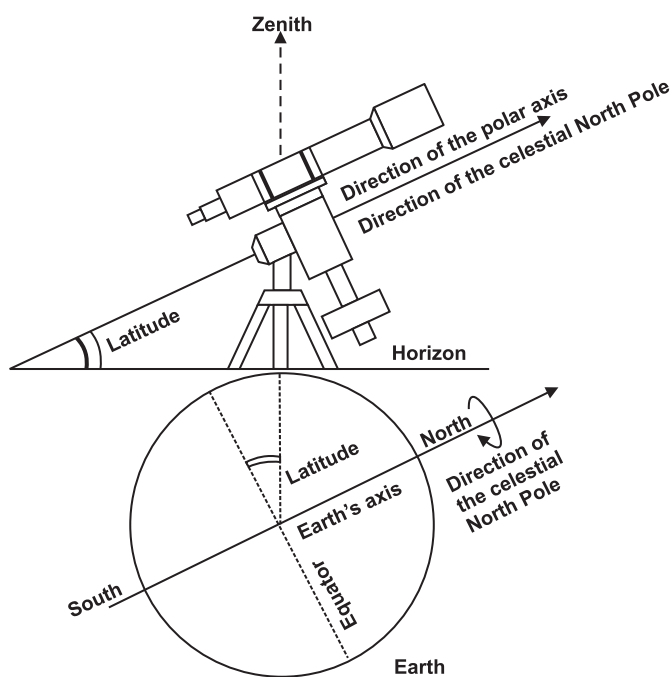 Zenith
Direction of the polar axis
Direction of the celestial North Pole
Latitude
Horizon
North
Latitude
Direction of
the celestial
North Pole
Earth's axis
South
Equator
Earth